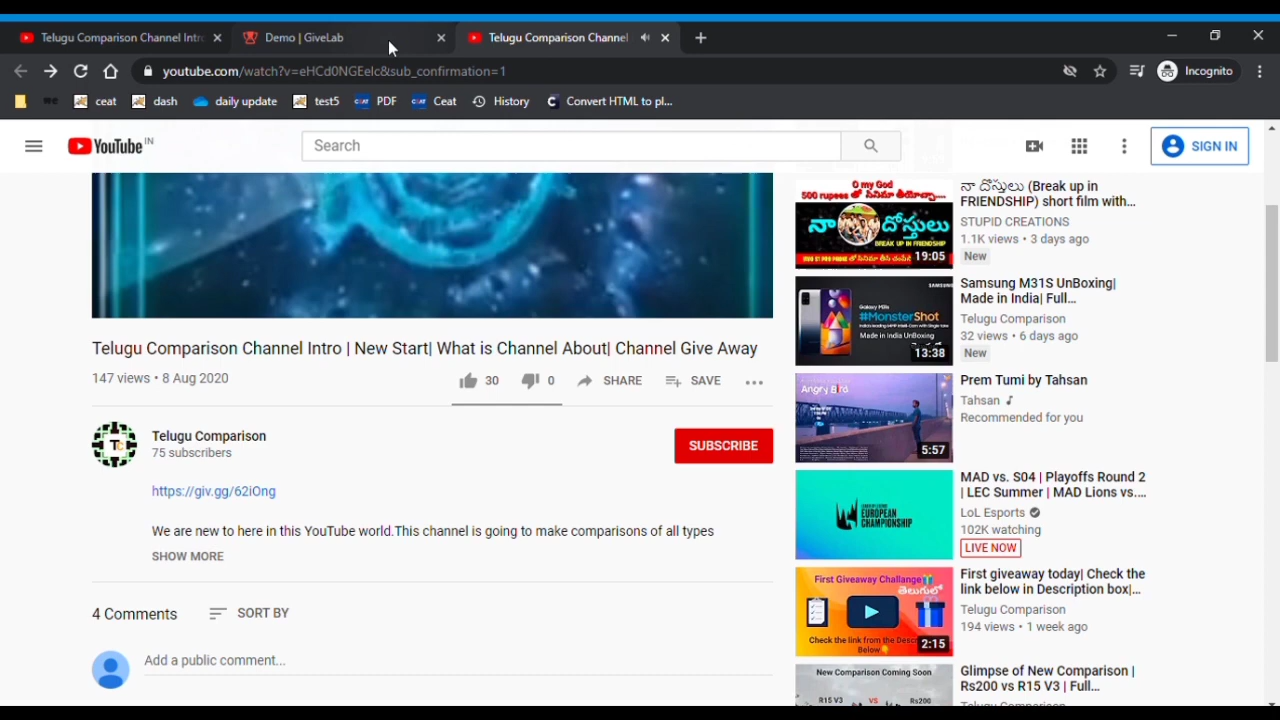 Telugu Comparison Channel Intro
Demo | GiveLab
Telugu Comparison Channel
youtube.com/watch?v=eHCd0NGEelc&sub_confirmation=1
Incognito
ceat
dash
daily update
test5
PDF
Ceat
History
Convert HTML to pl...
YouTube IN
Search
SIGN IN
Telugu Comparison Channel Intro | New Start| What is Channel About| Channel Give Away
147 views • 8 Aug 2020
30
0
SHARE
SAVE
Telugu Comparison
75 subscribers
SUBSCRIBE
https://giv.gg/62iOng
We are new to here in this YouTube world.This channel is going to make comparisons of all types
SHOW MORE
4 Comments
SORT BY
Add a public comment...
O my God
500 rupees తో సినిమా తీయొచ్చా....
నా దోస్తులు
BREAK UP IN FRIENDSHIP
19:05
నా దోస్తులు (Break up in
FRIENDSHIP) short film with...
STUPID CREATIONS
1.1K views • 3 days ago
New
SAMSUNG
Galaxy M31s
#MonsterShot
Made in India UnBoxing
13:38
Samsung M31S UnBoxing|
Made in India| Full...
Telugu Comparison
32 views • 6 days ago
New
Angry Bird
5:57
Prem Tumi by Tahsan
Tahsan
Recommended for you
EUROPEAN
CHAMPIONSHIP
MAD vs. S04 | Playoffs Round 2
| LEC Summer | MAD Lions vs....
LoL Esports
102K watching
LIVE NOW
First Giveaway Challange
తెలుగులో
Check the link from the Descr
Below
2:15
First giveaway today| Check the
link below in Description box|...
Telugu Comparison
194 views • 1 week ago
New Comparison Coming Soon
R15 V3 VS Rs200
Glimpse of New Comparison |
Rs200 vs R15 V3 | Full...
Telugu Comparison